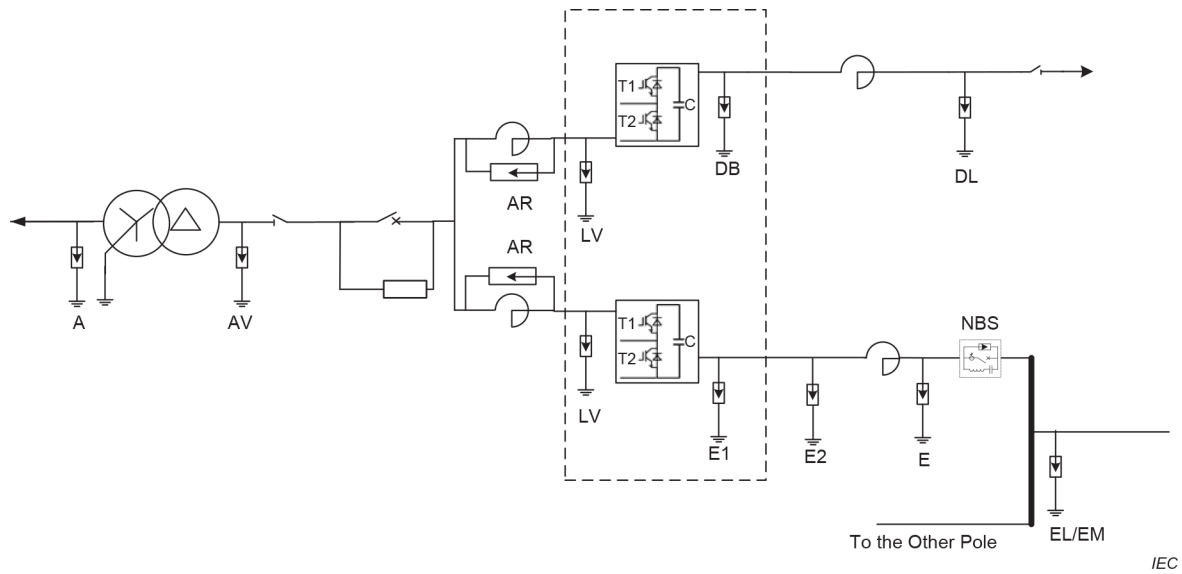 T1
T2
C
DB
DL
AR
LV
AR
A
AV
T1
T2
C
NBS
LV
E1
E2
E
EL/EM
To the Other Pole
IEC